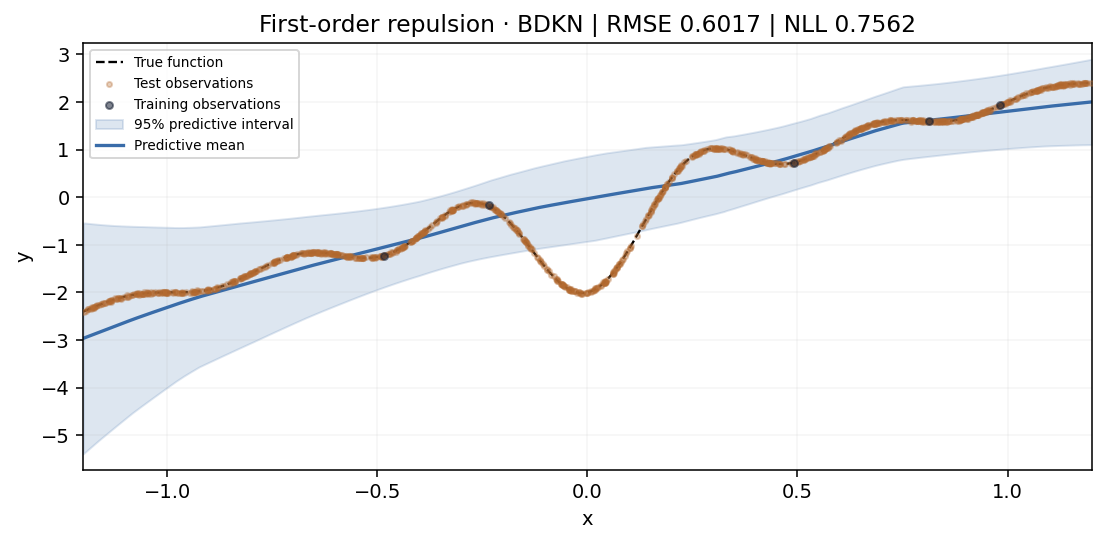 First-order repulsion · BDKN | RMSE 0.6017 | NLL 0.7562
True function
Test observations
Training observations
95% predictive interval
Predictive mean
3
2
1
0
−1
−2
−3
−4
−5
y
−1.0 −0.5 0.0 0.5 1.0
x